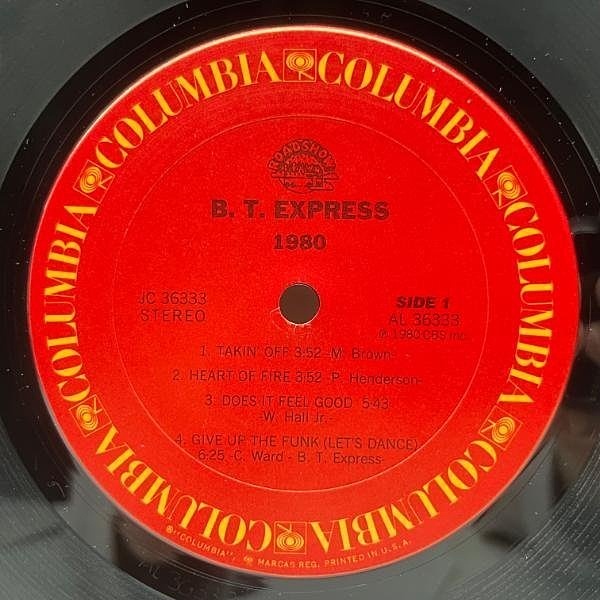 COLUMBIA COLUMBIA COLUMBIA COLUMBIA COLUMBIA COLUMBIA COLUMBIA
ROADSHOW
B. T. EXPRESS
1980
JC 36333
STEREO
SIDE 1
AL 36333
℗ 1980 CBS Inc.
1. TAKIN' OFF 3:52 -M. Brown-
2. HEART OF FIRE 3:52 -P. Henderson-
3. DOES IT FEEL GOOD 5:43
-W. Hall Jr.-
4. GIVE UP THE FUNK (LET'S DANCE)
6:25 -C. Ward - B. T. Express-
®"COLUMBIA", MARCAS REG. PRINTED IN U.S.A.